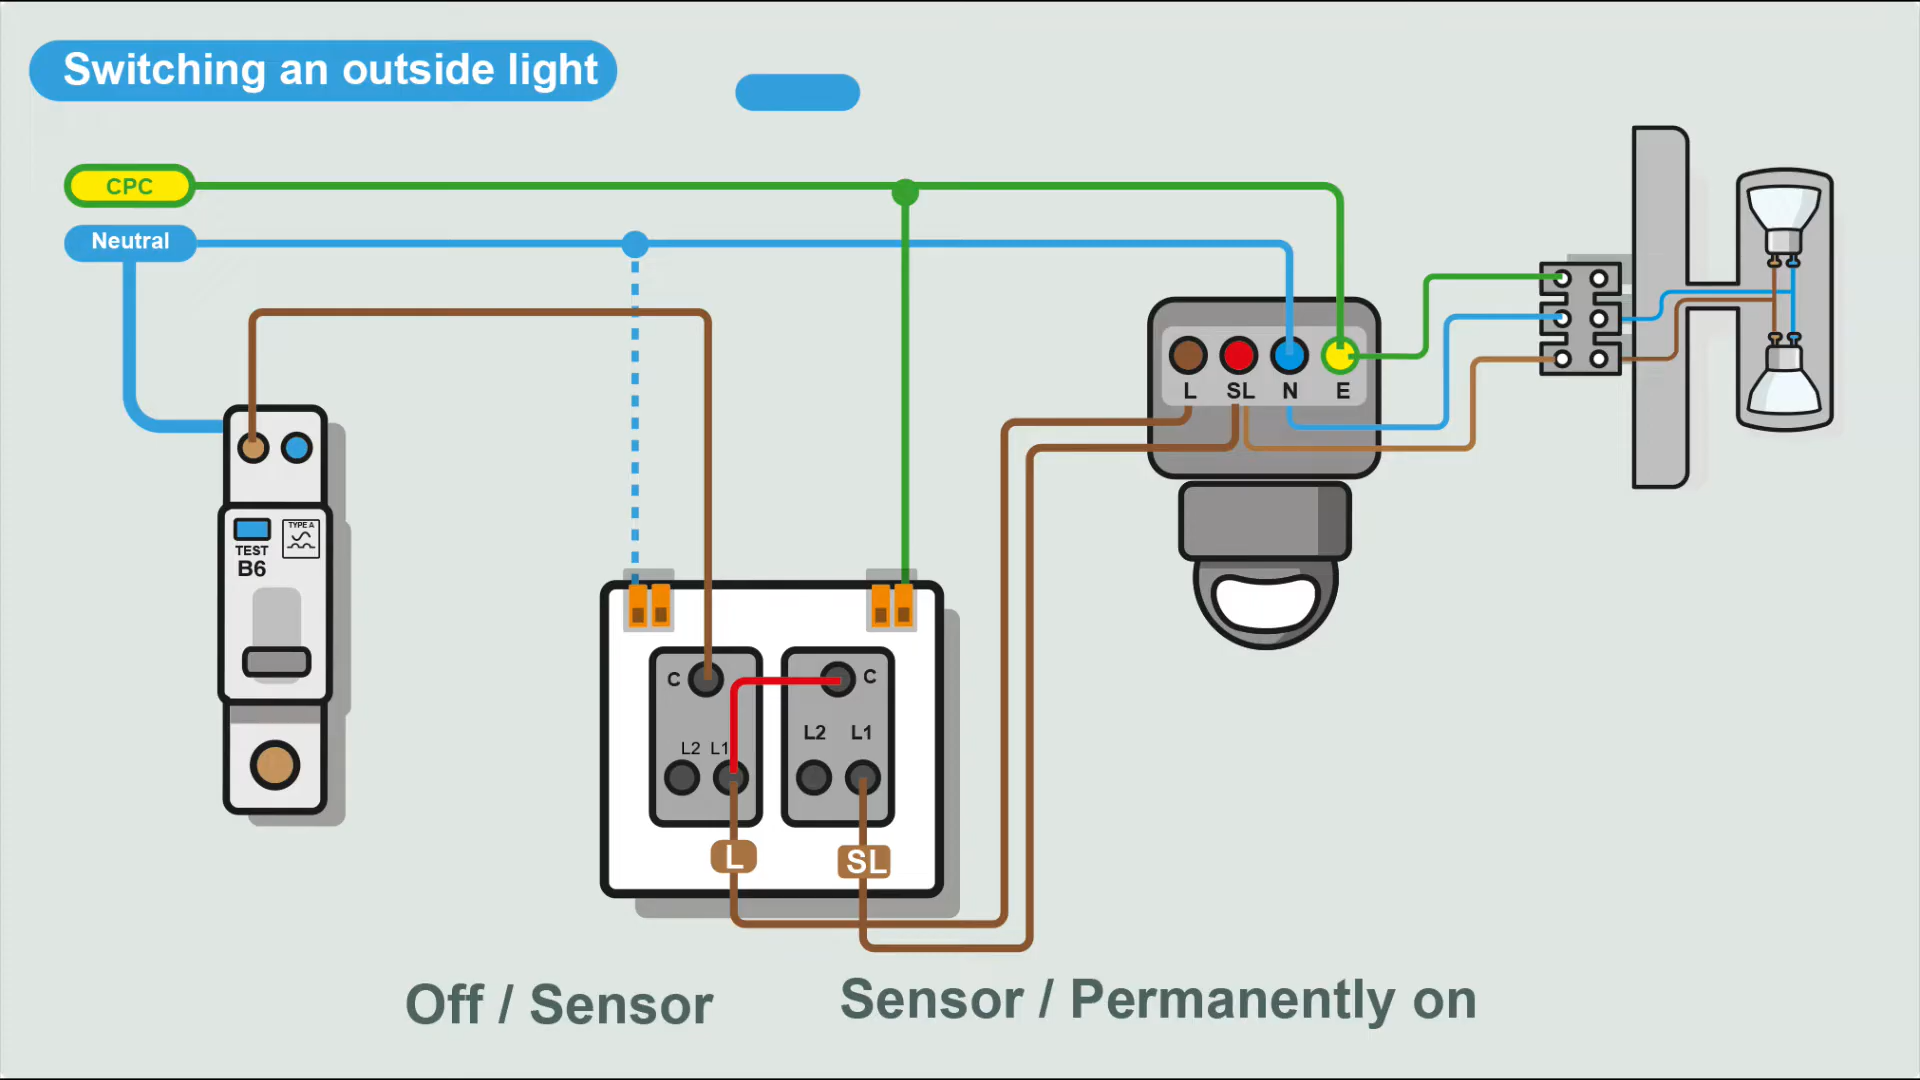 Switching an outside light
CPC
Neutral
L SL N E
TYPE A
TEST
B6
C C
L2 L1
L2 L1
L SL
Off / Sensor
Sensor / Permanently on